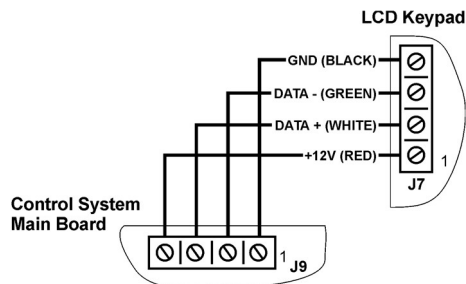 LCD Keypad
GND (BLACK)
DATA - (GREEN)
DATA + (WHITE)
+12V (RED)
1
J7
Control System
Main Board
1
J9